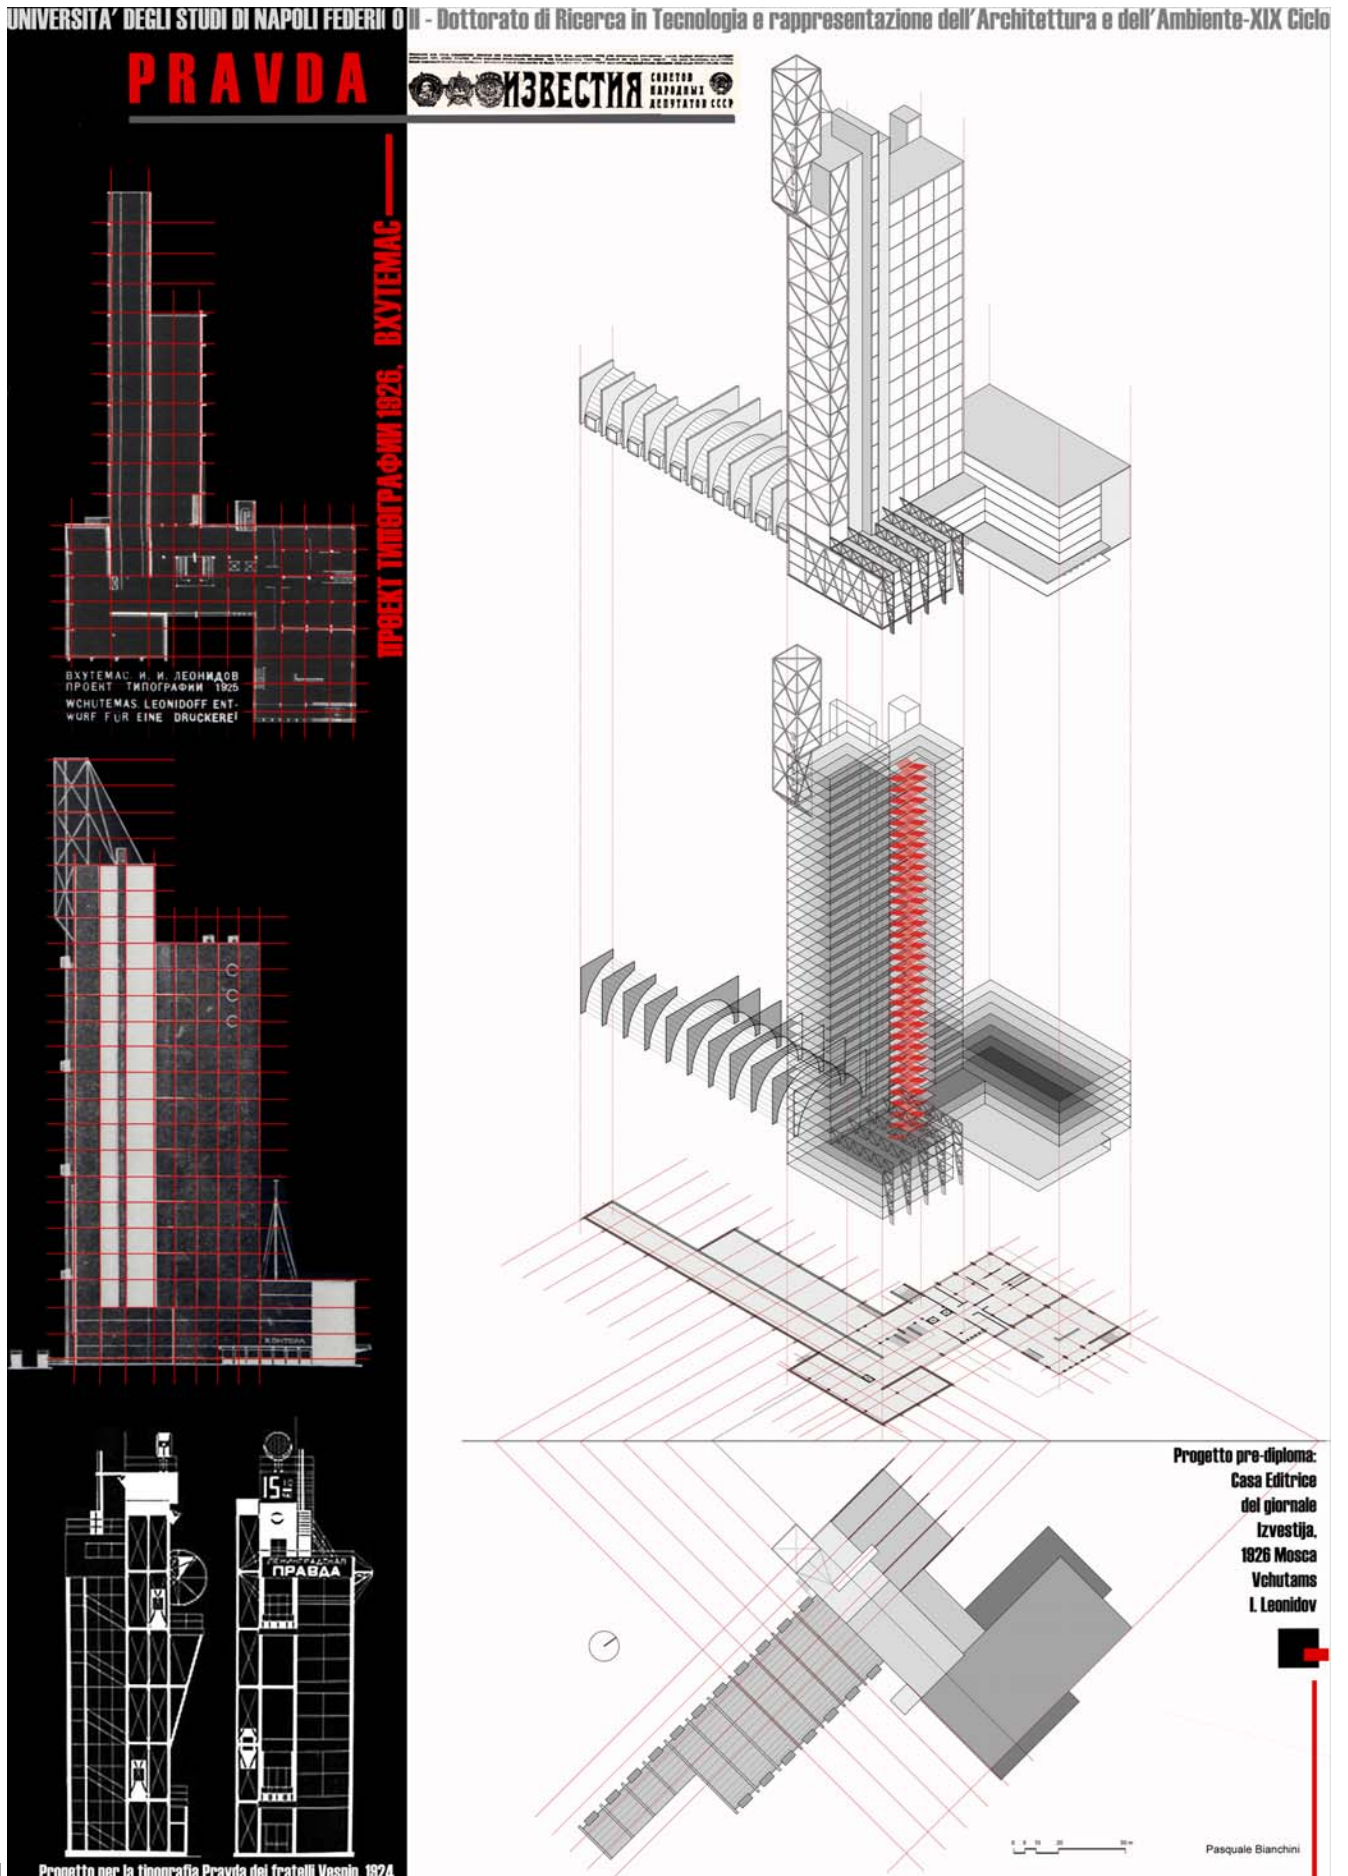 UNIVERSITA' DEGLI STUDI DI NAPOLI FEDERICO II - Dottorato di Ricerca in Tecnologia e rappresentazione dell'Architettura e dell'Ambiente-XIX Ciclo
PRAVDA
ИЗВЕСТИЯ
СОВЕТОВ
НАРОДНЫХ
ДЕПУТАТОВ СССР
ПРОЕКТ ТИПОГРАФИИ 1926, ВХУТЕМАС
ВХУТЕМАС. И. И. ЛЕОНИДОВ
ПРОЕКТ ТИПОГРАФИИ 1925
WCHUTEMAS. LEONIDOFF ENT-
WURF FUR EINE DRUCKEREI
КОНТОРА
15
ЛЕНИНГРАДСКАЯ
ПРАВДА
Progetto per la tipografia Pravda dei fratelli Vesnin, 1924.
Progetto pre-diploma:
Casa Editrice
del giornale
Izvestija,
1926 Mosca
Vchutams
I. Leonidov
Pasquale Bianchini